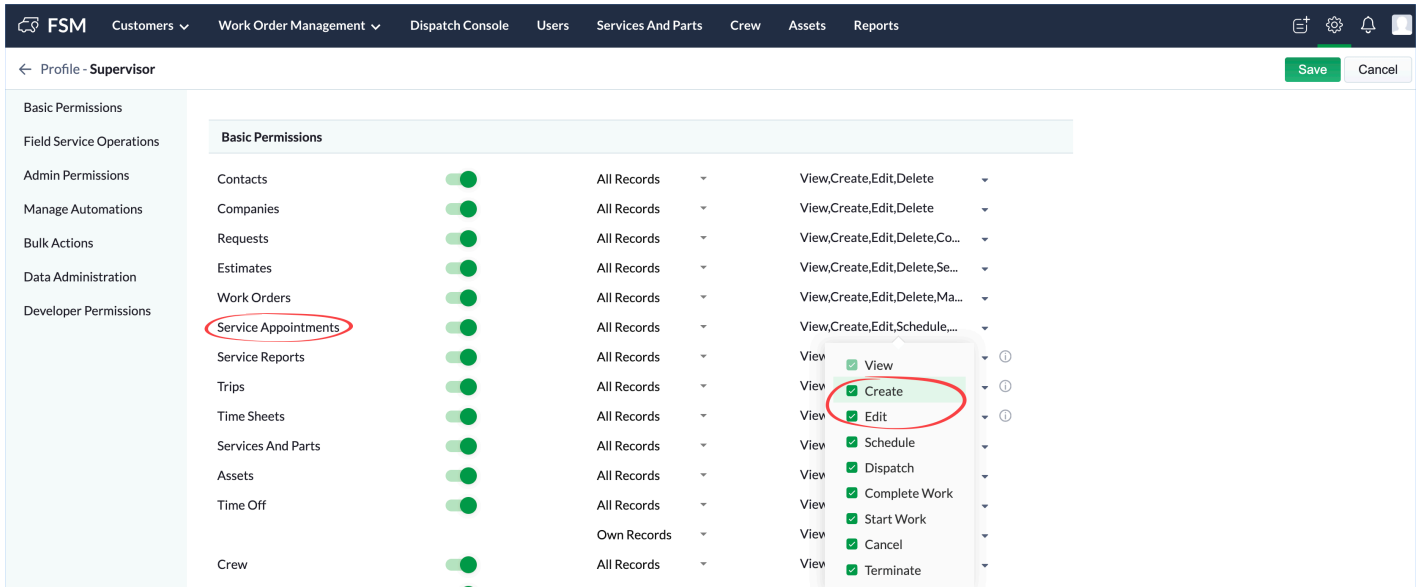 FSM Customers Work Order Management Dispatch Console Users Services And Parts Crew Assets Reports
Profile - Supervisor Save Cancel
Basic Permissions
Field Service Operations
Admin Permissions
Manage Automations
Bulk Actions
Data Administration
Developer Permissions
Basic Permissions
Contacts All Records View,Create,Edit,Delete
Companies All Records View,Create,Edit,Delete
Requests All Records View,Create,Edit,Delete,Co...
Estimates All Records View,Create,Edit,Delete,Se...
Work Orders All Records View,Create,Edit,Delete,Ma...
Service Appointments All Records View,Create,Edit,Schedule,...
Service Reports All Records View
Trips All Records View
Time Sheets All Records View
Services And Parts All Records View
Assets All Records View
Time Off All Records View
Own Records View
Crew All Records View
View
Create
Edit
Schedule
Dispatch
Complete Work
Start Work
Cancel
Terminate